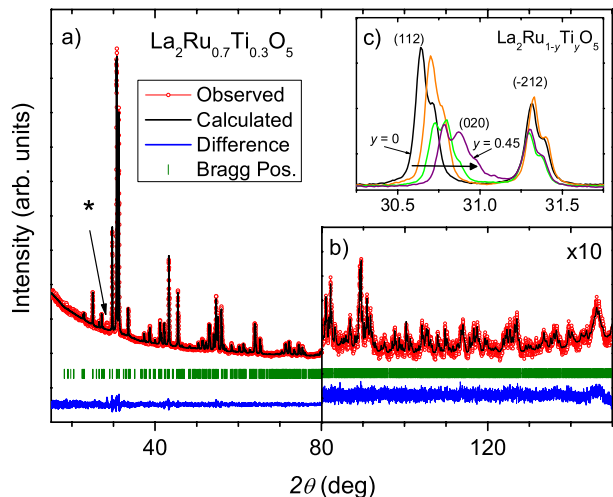 a)
La₂Ru₀.₇Ti₀.₃O₅
Observed
Calculated
Difference
Bragg Pos.
*
c)
(112)
La₂Ru₁₋yTiyO₅
(-212)
(020)
y = 0
y = 0.45
30.5 31.0 31.5
b)
x10
Intensity (arb. units)
40 80 120
2θ (deg)